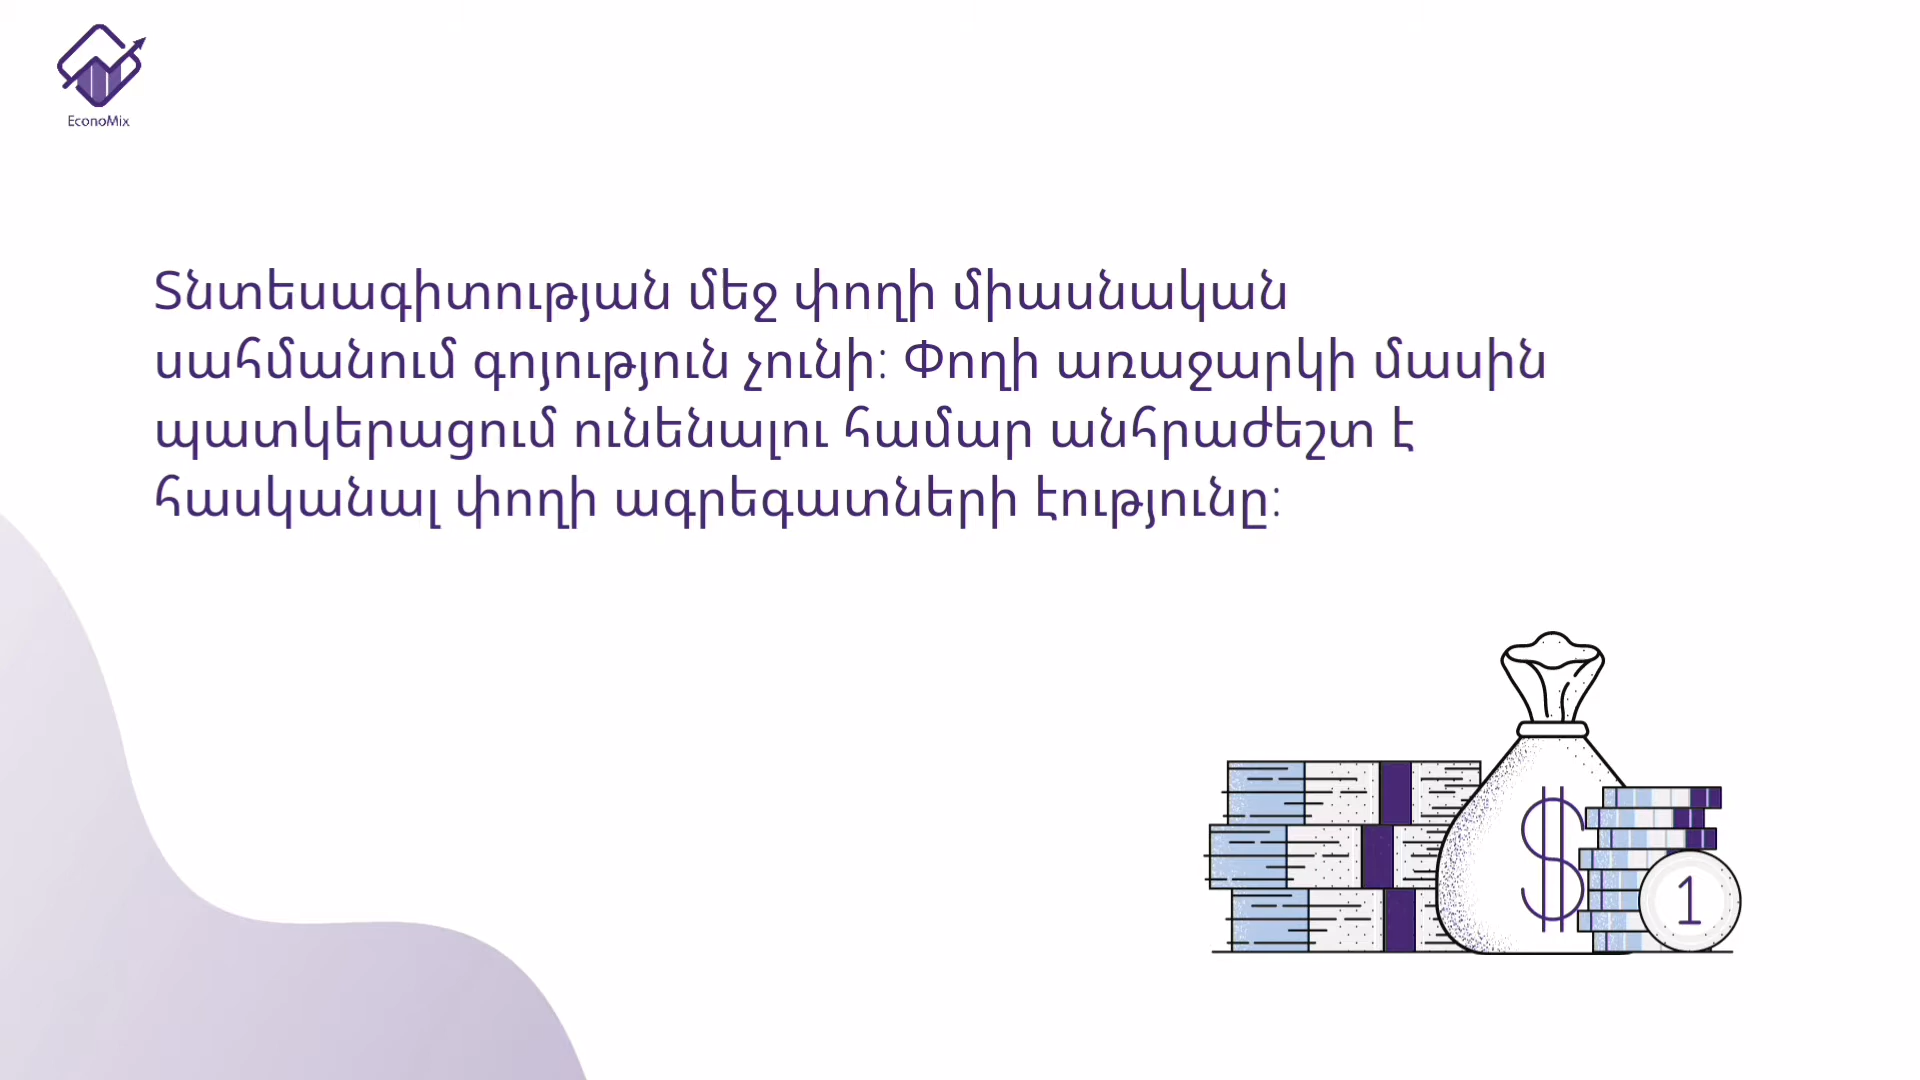 EconoMix
Տնտեսագիտության մեջ փողի միասնական
սահմանում գոյություն չունի: Փողի առաջարկի մասին
պատկերացում ունենալու համար անհրաժեշտ է
հասկանալ փողի ագրեգատների էությունը:
$
1